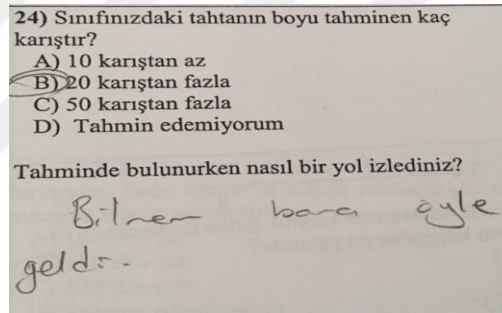 24) Sınıfınızdaki tahtanın boyu tahminen kaç
karıştır?
A) 10 karıştan az
B) 20 karıştan fazla
C) 50 karıştan fazla
D) Tahmin edemiyorum
Tahminde bulunurken nasıl bir yol izlediniz?
Bilmem bana öyle
geldi.